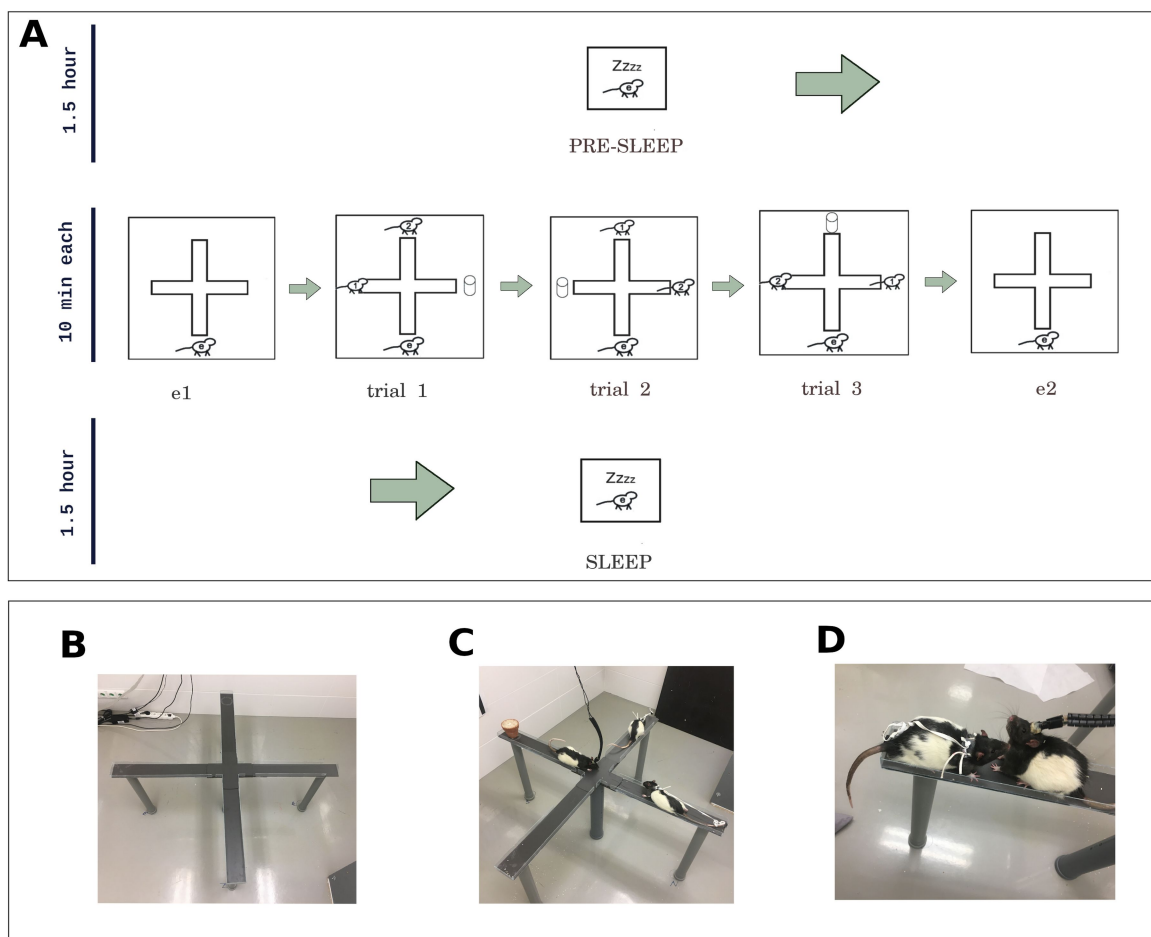 A
1.5 hour
Zzzz
e
PRE-SLEEP
10 min each
e
e1
2
1
e
trial 1
1
2
e
trial 2
2
1
e
trial 3
e
e2
1.5 hour
Zzzz
e
SLEEP
B
C
D